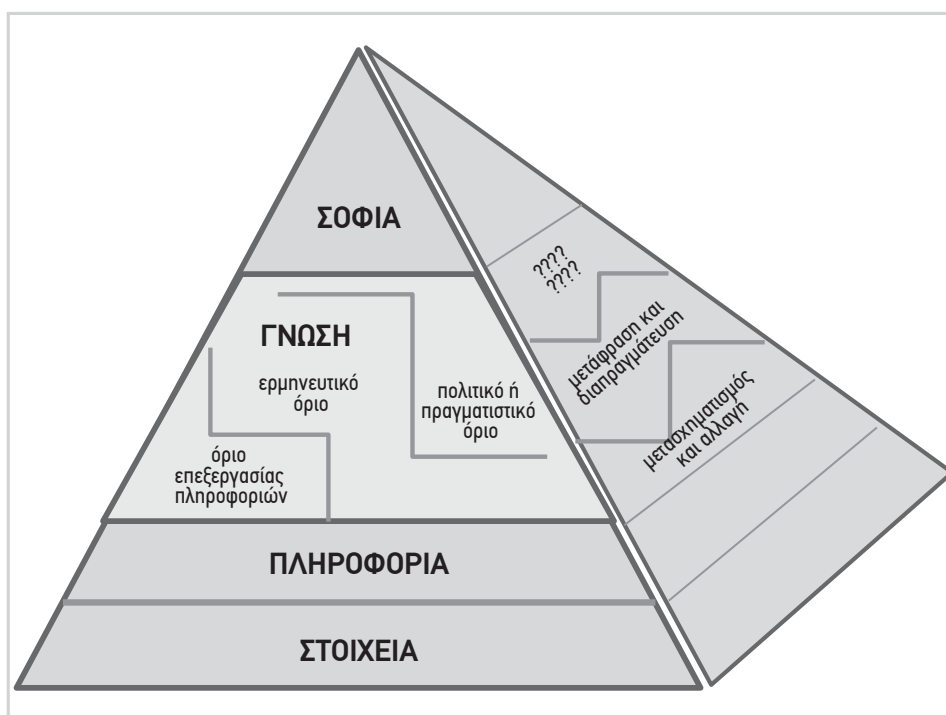 ΣΟΦΙΑ
ΓΝΩΣΗ
ερμηνευτικό
όριο
πολιτικό ή
πραγματιστικό
όριο
όριο
επεξεργασίας
πληροφοριών
ΠΛΗΡΟΦΟΡΙΑ
ΣΤΟΙΧΕΙΑ
????
????
μετάφραση και
διαπραγμάτευση
μετασχηματισμός
και αλλαγή